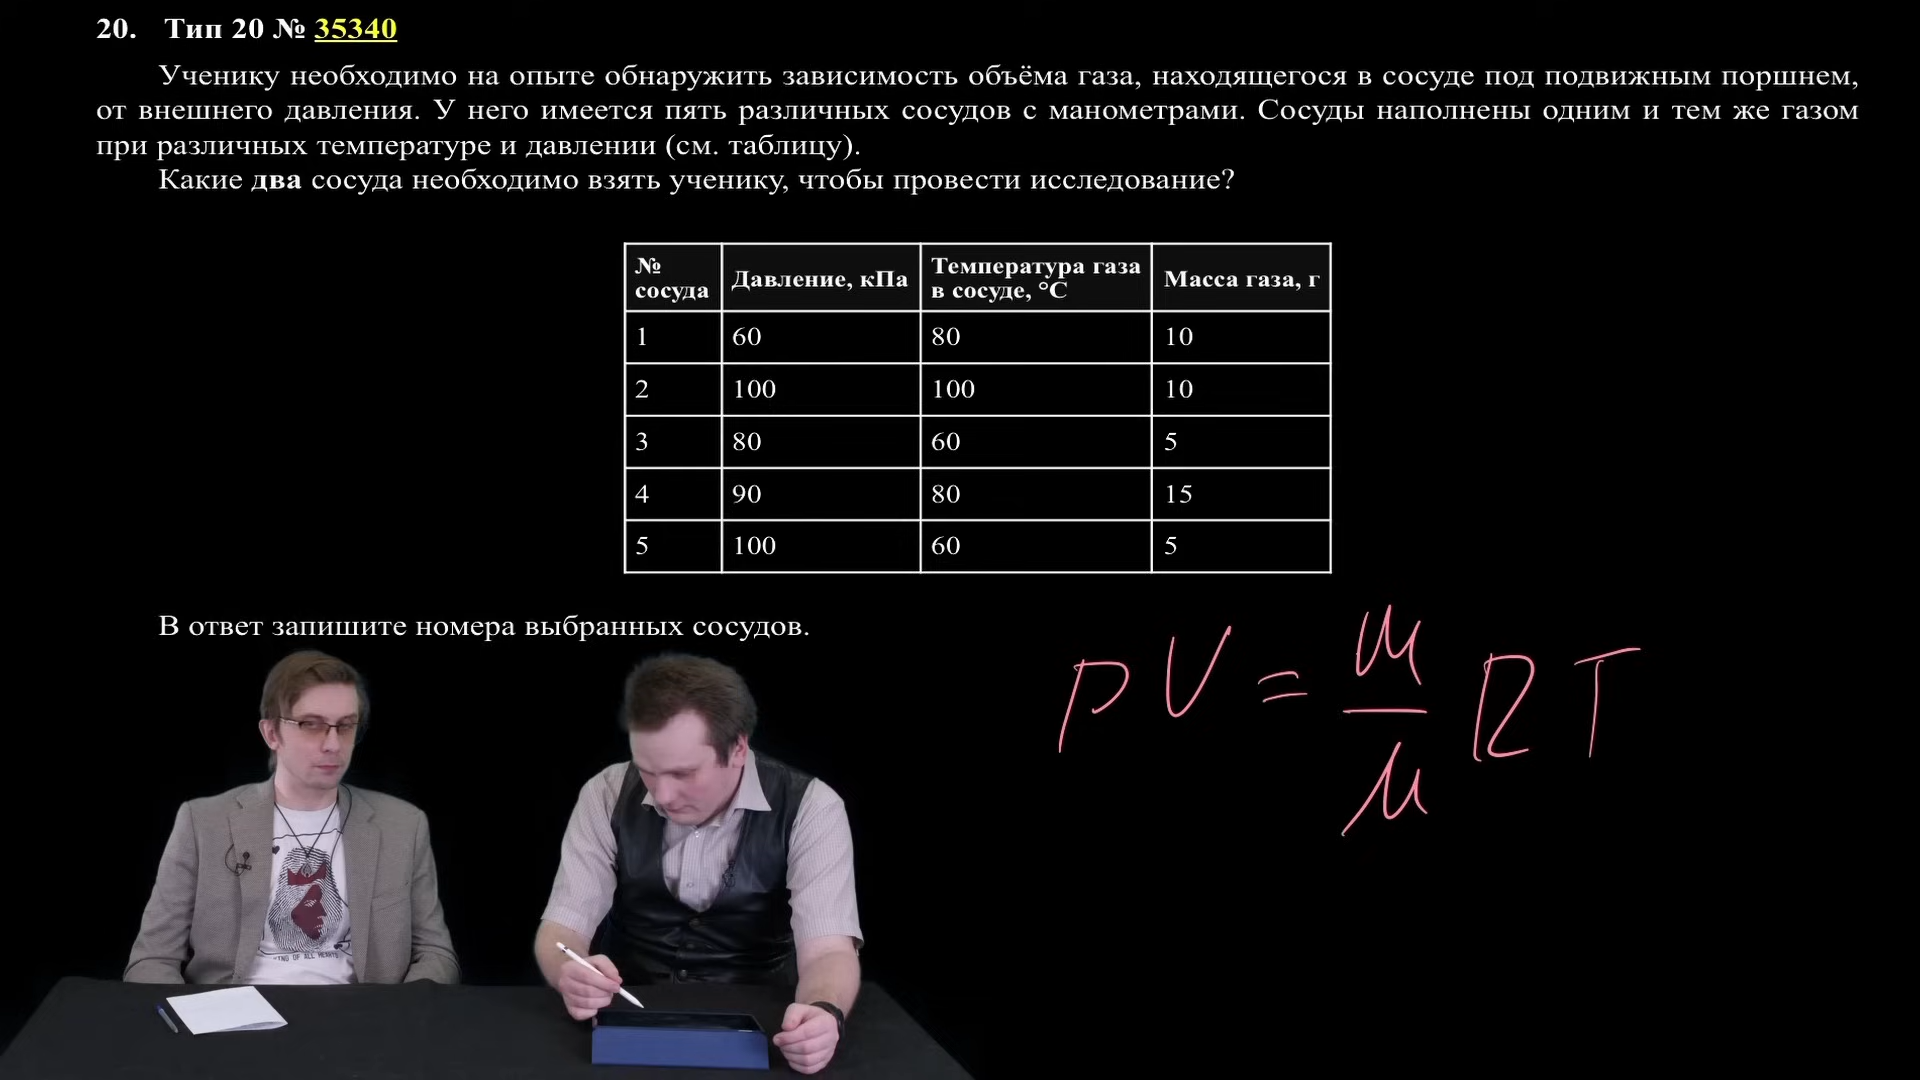 20. Тип 20 № 35340
Ученику необходимо на опыте обнаружить зависимость объёма газа, находящегося в сосуде под подвижным поршнем,
от внешнего давления. У него имеется пять различных сосудов с манометрами. Сосуды наполнены одним и тем же газом
при различных температуре и давлении (см. таблицу).
Какие два сосуда необходимо взять ученику, чтобы провести исследование?
№ сосуда Давление, кПа Температура газа в сосуде, °C Масса газа, г
1 60 80 10
2 100 100 10
3 80 60 5
4 90 80 15
5 100 60 5
В ответ запишите номера выбранных сосудов.
PV = m/μ RT
KING OF ALL HEARTS